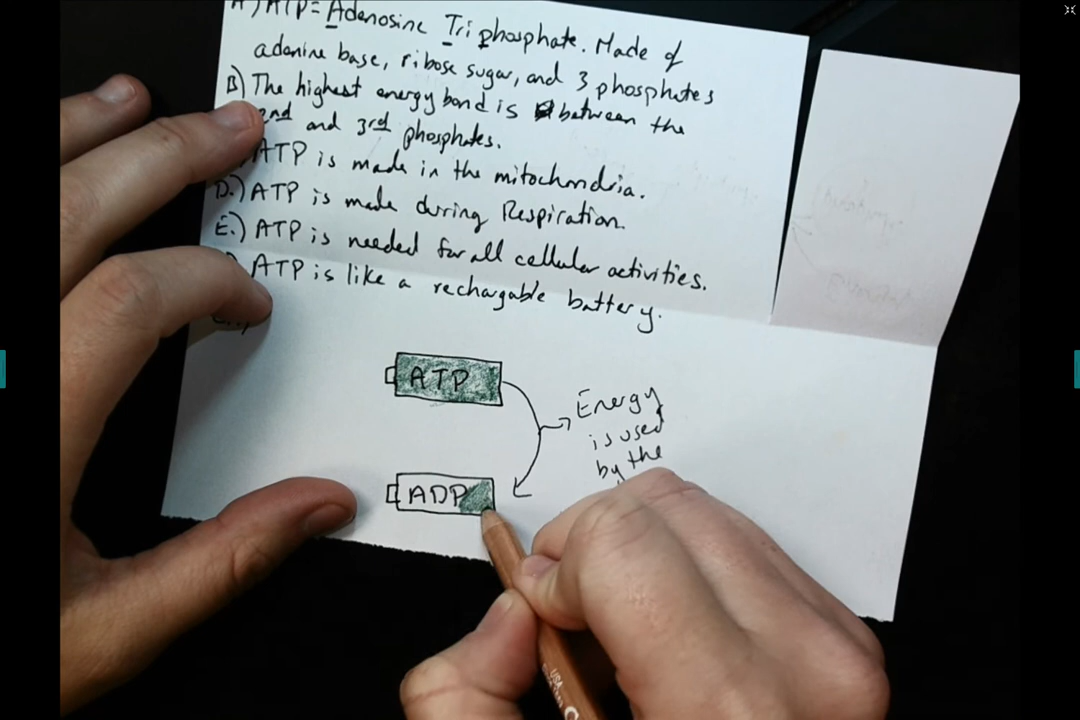 A) ATP = Adenosine Triphosphate. Made of
adenine base, ribose sugar, and 3 phosphates
B) The highest energy bond is between the
2nd and 3rd phosphates.
ATP is made in the mitochondria.
D.) ATP is made during Respiration.
E.) ATP is needed for all cellular activities.
ATP is like a rechargable battery.
ATP
Energy
is used
by the
ADP
USA